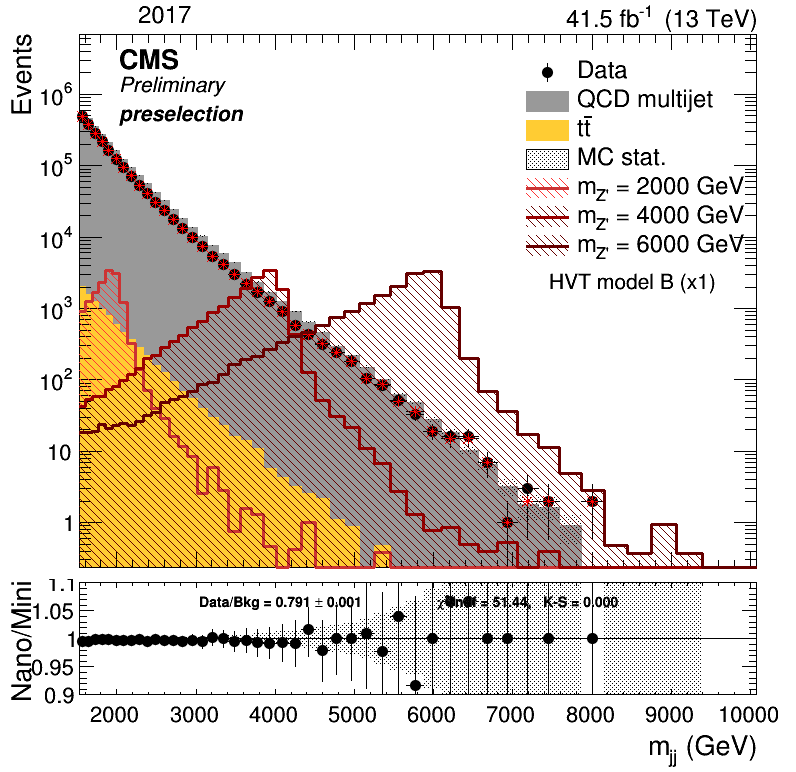 2017 41.5 fb⁻¹ (13 TeV)
CMS
Preliminary
preselection
Events
10⁶
10⁵
10⁴
10³
10²
10
1
Data
QCD multijet
tt̄
MC stat.
m_Z' = 2000 GeV
m_Z' = 4000 GeV
m_Z' = 6000 GeV
HVT model B (x1)
Nano/Mini
1.1
1.05
1
0.95
0.9
Data/Bkg = 0.791 ± 0.001
= 51.44, K-S = 0.000
2000 3000 4000 5000 6000 7000 8000 9000 10000
m_jj (GeV)